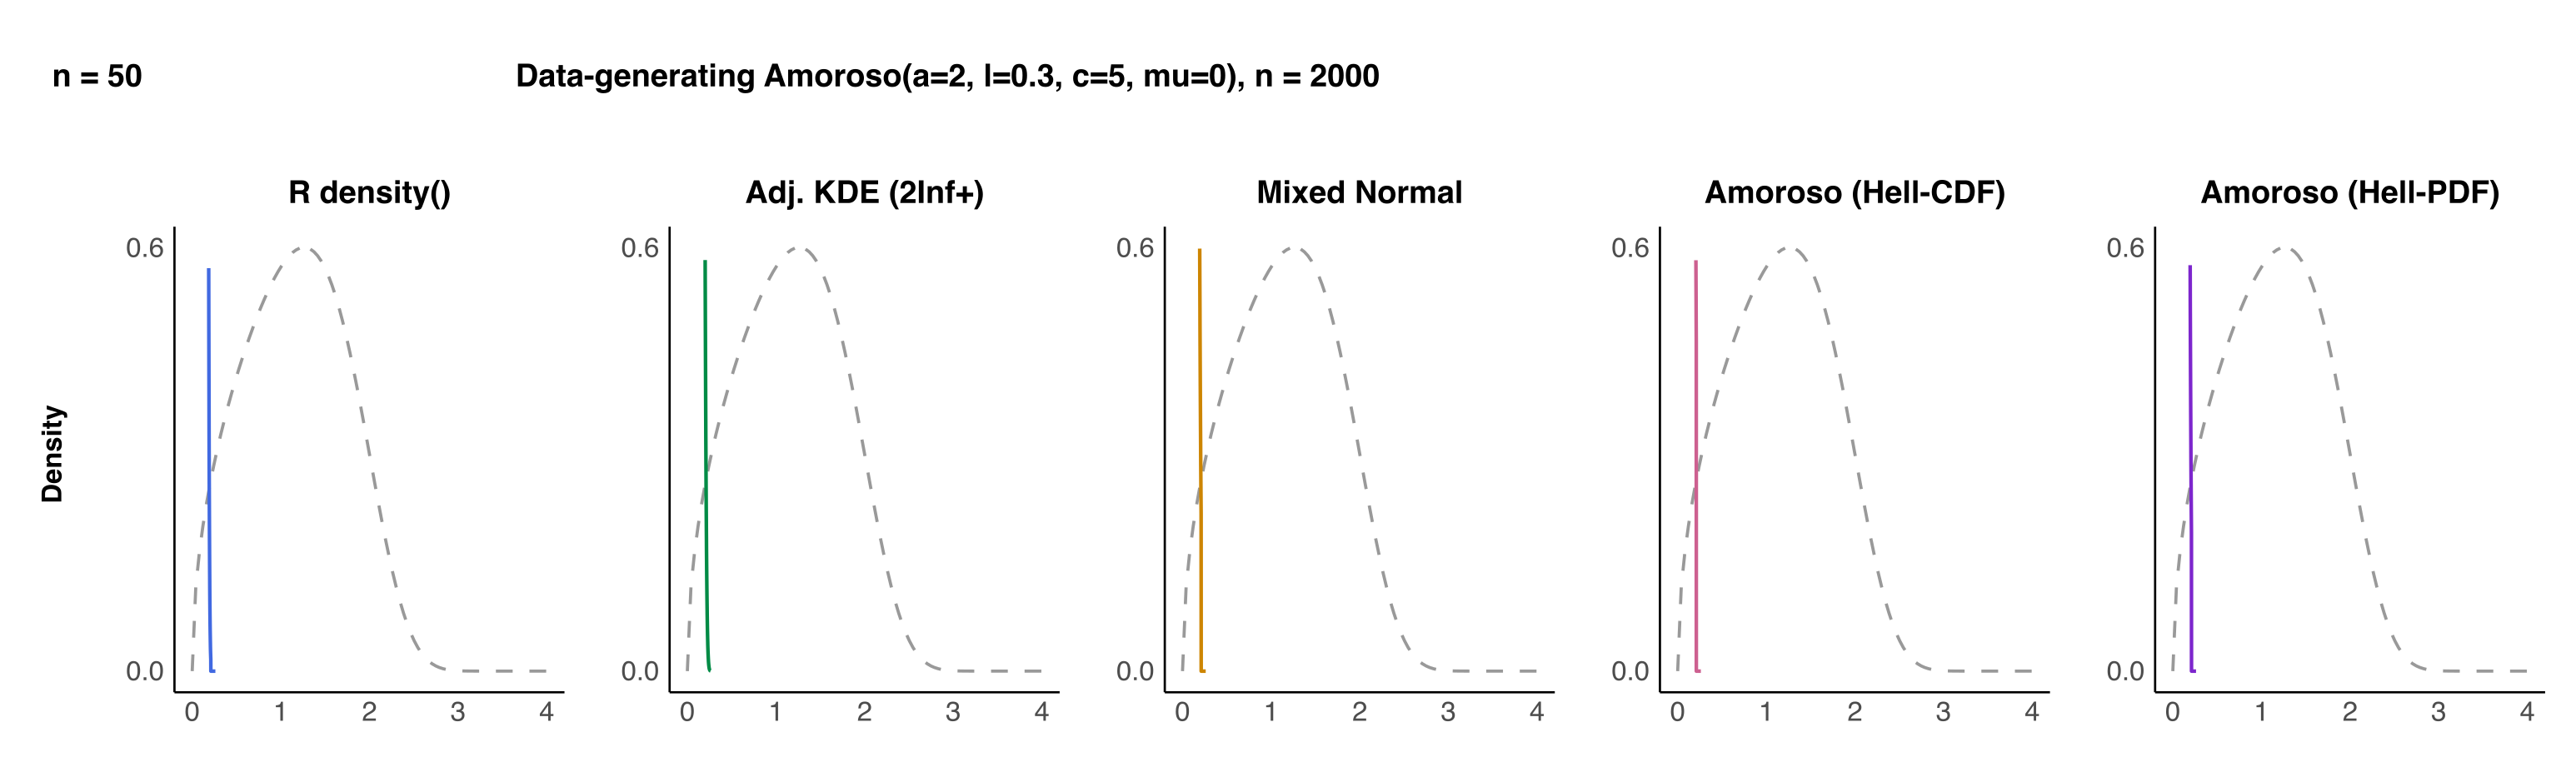 n = 50
Data-generating Amoroso(a=2, l=0.3, c=5, mu=0), n = 2000
R density()
Adj. KDE (2Inf+)
Mixed Normal
Amoroso (Hell-CDF)
Amoroso (Hell-PDF)
Density
0.6
0.0
0 1 2 3 4
0.6
0.0
0 1 2 3 4
0.6
0.0
0 1 2 3 4
0.6
0.0
0 1 2 3 4
0.6
0.0
0 1 2 3 4